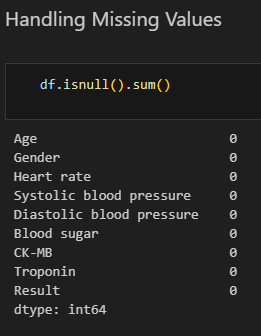 Handling Missing Values
df.isnull().sum()
Age 0
Gender 0
Heart rate 0
Systolic blood pressure 0
Diastolic blood pressure 0
Blood sugar 0
CK-MB 0
Troponin 0
Result 0
dtype: int64